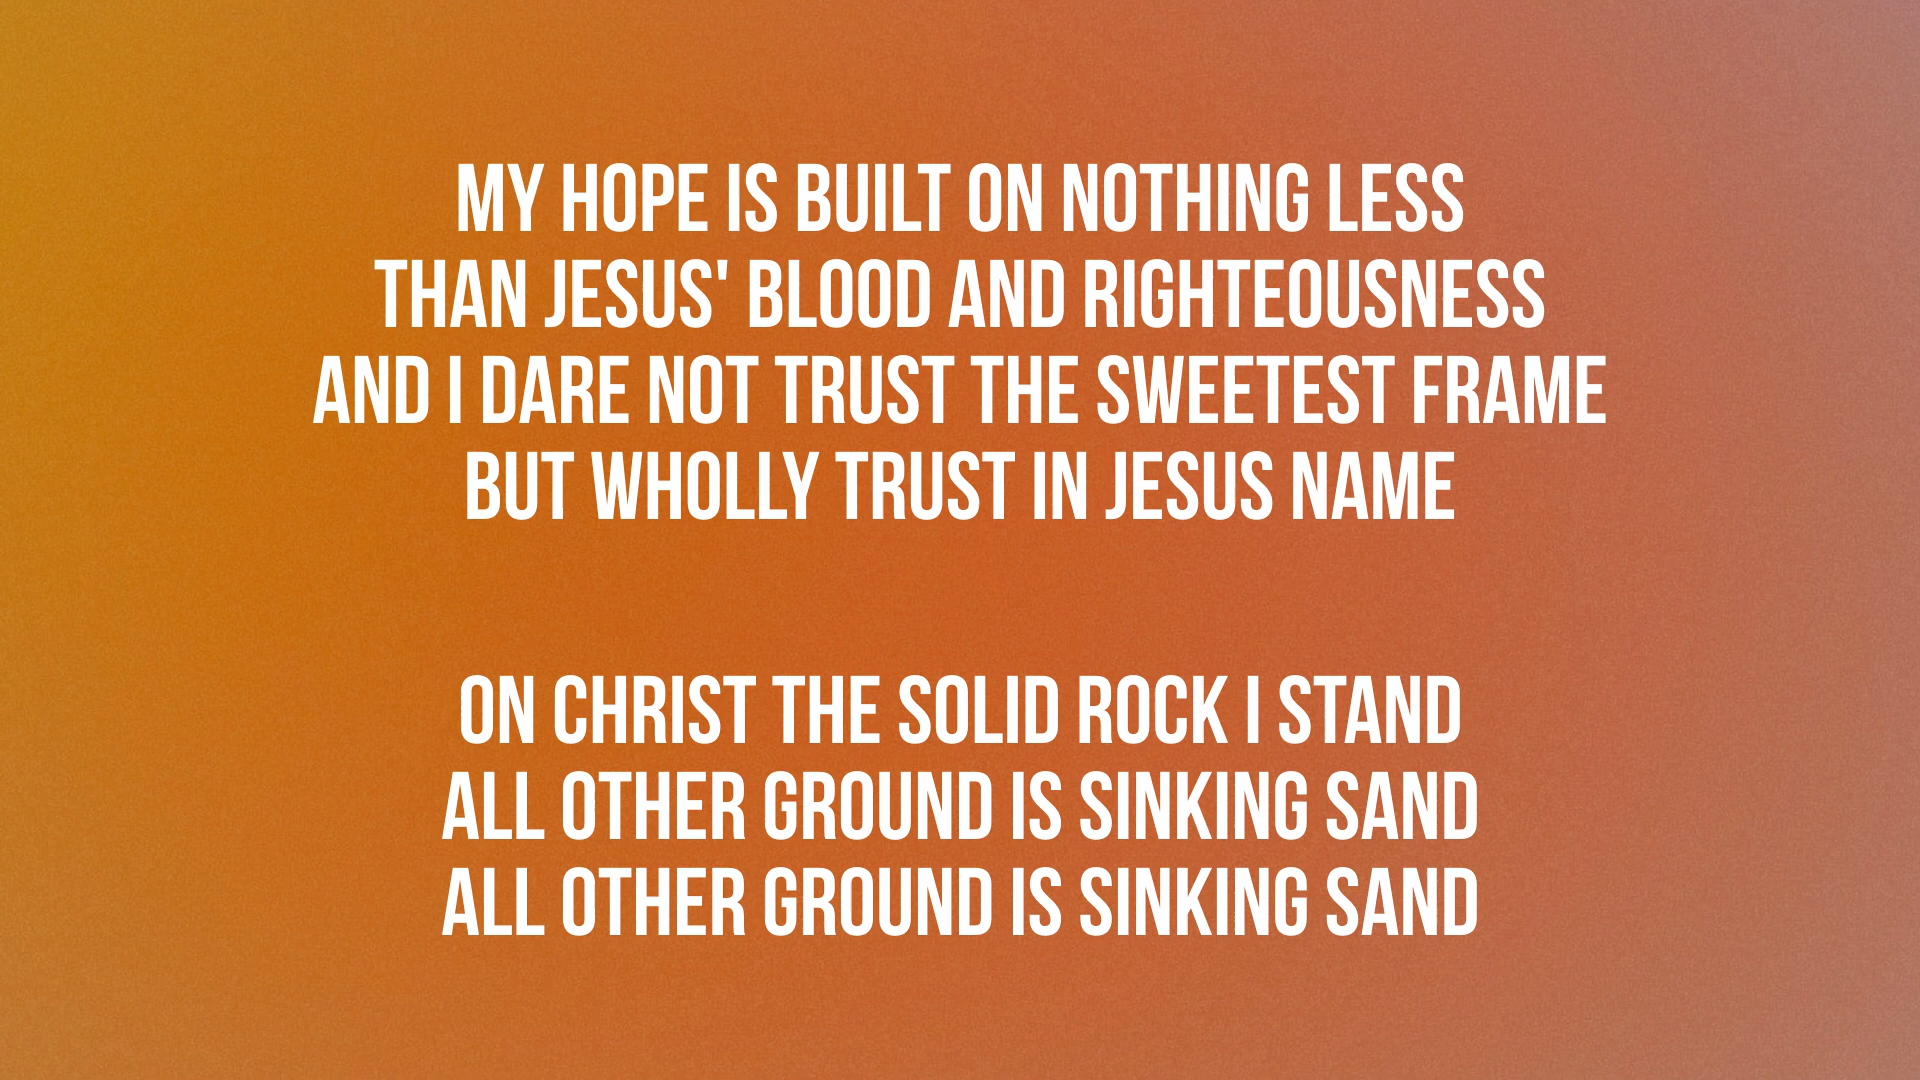 MY HOPE IS BUILT ON NOTHING LESS
THAN JESUS' BLOOD AND RIGHTEOUSNESS
AND I DARE NOT TRUST THE SWEETEST FRAME
BUT WHOLLY TRUST IN JESUS NAME
ON CHRIST THE SOLID ROCK I STAND
ALL OTHER GROUND IS SINKING SAND
ALL OTHER GROUND IS SINKING SAND